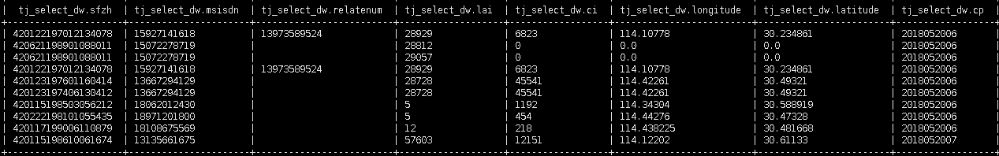 | tj_select_dw.sfzh | tj_select_dw.msisdn | tj_select_dw.relatenum | tj_select_dw.lai | tj_select_dw.ci | tj_select_dw.longitude | tj_select_dw.latitude | tj_select_dw.cp
| 420122197012134078 | 15927141618 | 13973589524 | 28929 | 6823 | 114.10778 | 30.234861 | 2018052006
| 420621198901088011 | 15072278719 | | 28812 | 0 | 0.0 | 0.0 | 2018052006
| 420621198901088011 | 15072278719 | | 29057 | 0 | 0.0 | 0.0 | 2018052006
| 420122197012134078 | 15927141618 | 13973589524 | 28929 | 6823 | 114.10778 | 30.234861 | 2018052006
| 420123197601160414 | 13667294129 | | 28728 | 45541 | 114.42261 | 30.49321 | 2018052006
| 420123197406130412 | 13667294129 | | 28728 | 45541 | 114.42261 | 30.49321 | 2018052006
| 420115198503056212 | 18062012430 | | 5 | 1192 | 114.34304 | 30.588919 | 2018052006
| 420222198101055435 | 18971201800 | | 5 | 454 | 114.44276 | 30.47328 | 2018052006
| 420117199006110879 | 18108675569 | | 12 | 218 | 114.438225 | 30.481668 | 2018052006
| 420115198610061674 | 13135661675 | | 57603 | 12151 | 114.12202 | 30.61133 | 2018052007